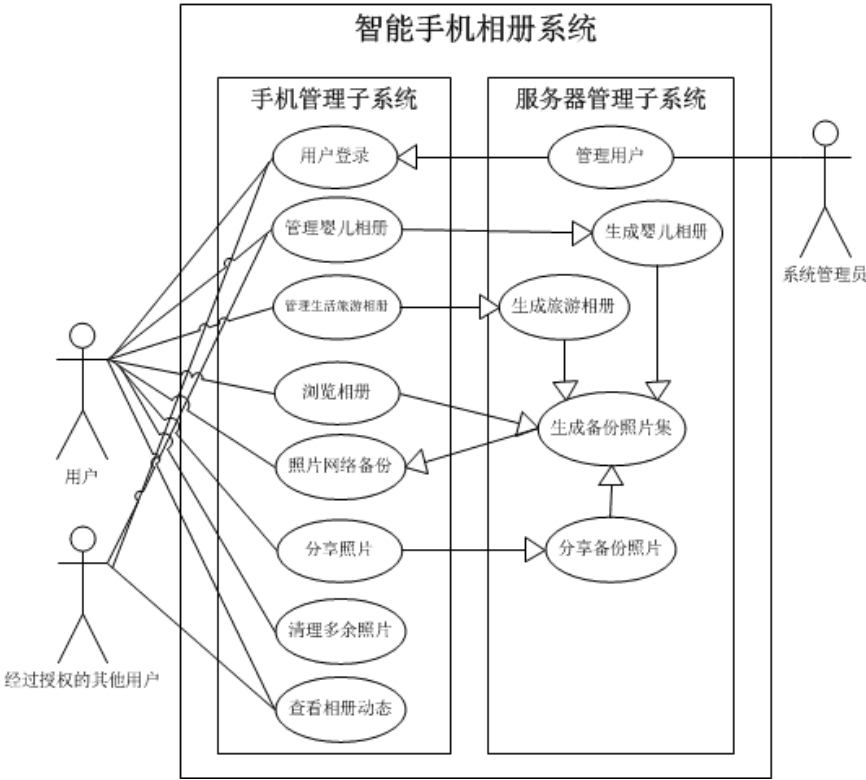 智能手机相册系统
手机管理子系统
服务器管理子系统
用户登录
管理用户
管理婴儿相册
生成婴儿相册
系统管理员
管理生活旅游相册
生成旅游相册
浏览相册
生成备份照片集
照片网络备份
用户
分享照片
分享备份照片
清理多余照片
经过授权的其他用户
查看相册动态